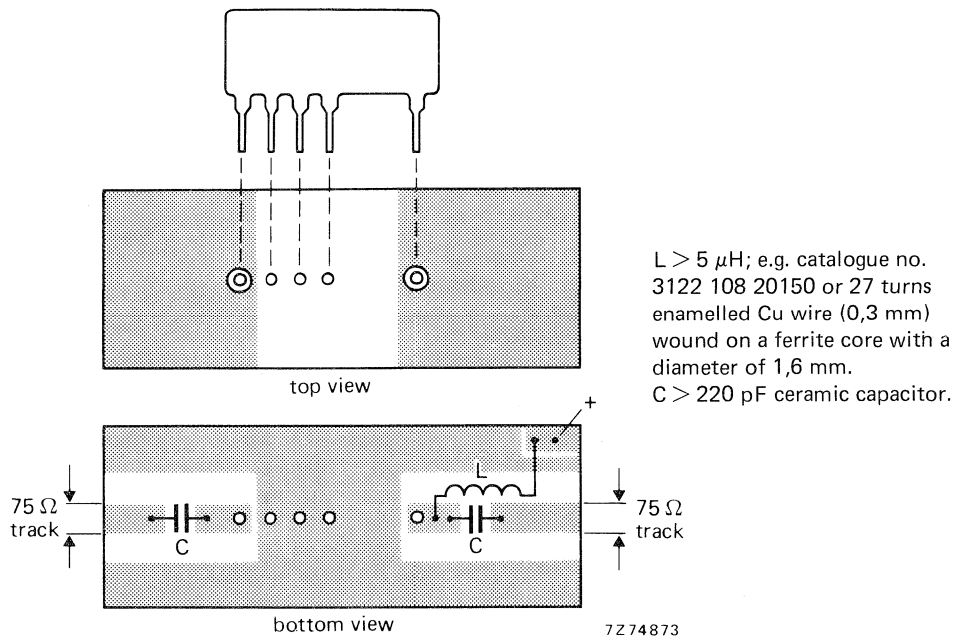 L > 5 μH; e.g. catalogue no.
3122 108 20150 or 27 turns
enamelled Cu wire (0,3 mm)
wound on a ferrite core with a
diameter of 1,6 mm.
C > 220 pF ceramic capacitor.
top view
+
L
75 Ω
track
C
C
75 Ω
track
bottom view
7Z74873